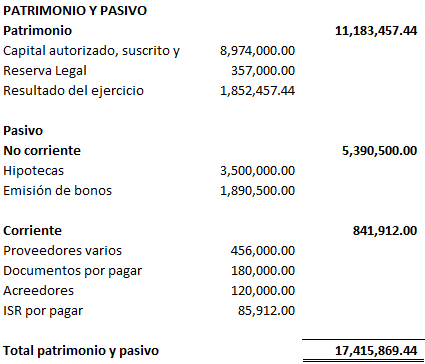 PATRIMONIO Y PASIVO
Patrimonio 11,183,457.44
Capital autorizado, suscrito y 8,974,000.00
Reserva Legal 357,000.00
Resultado del ejercicio 1,852,457.44
Pasivo
No corriente 5,390,500.00
Hipotecas 3,500,000.00
Emisión de bonos 1,890,500.00
Corriente 841,912.00
Proveedores varios 456,000.00
Documentos por pagar 180,000.00
Acreedores 120,000.00
ISR por pagar 85,912.00
Total patrimonio y pasivo 17,415,869.44